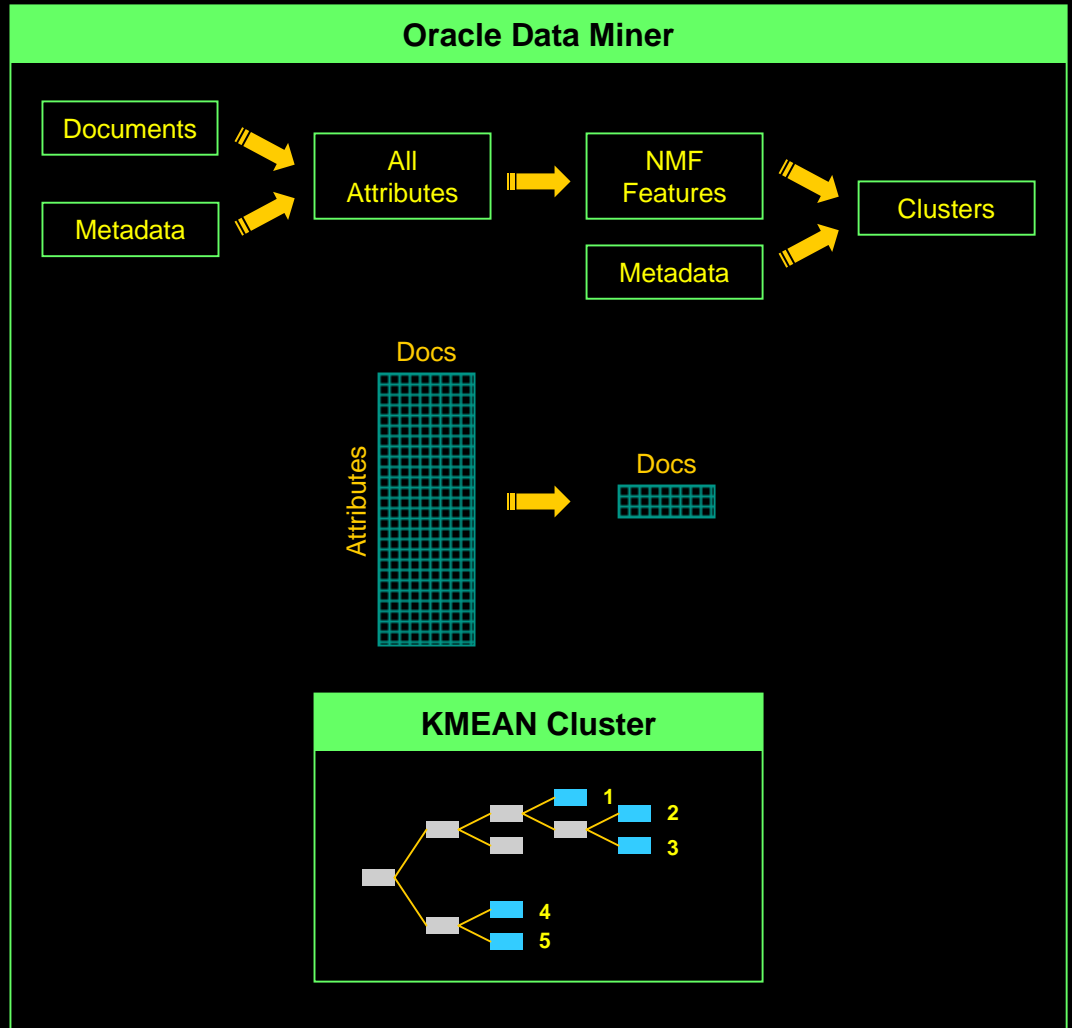 Oracle Data Miner
Documents
Metadata
All
Attributes
NMF
Features
Metadata
Clusters
Docs
Attributes
Docs
KMEAN Cluster
1
2
3
4
5